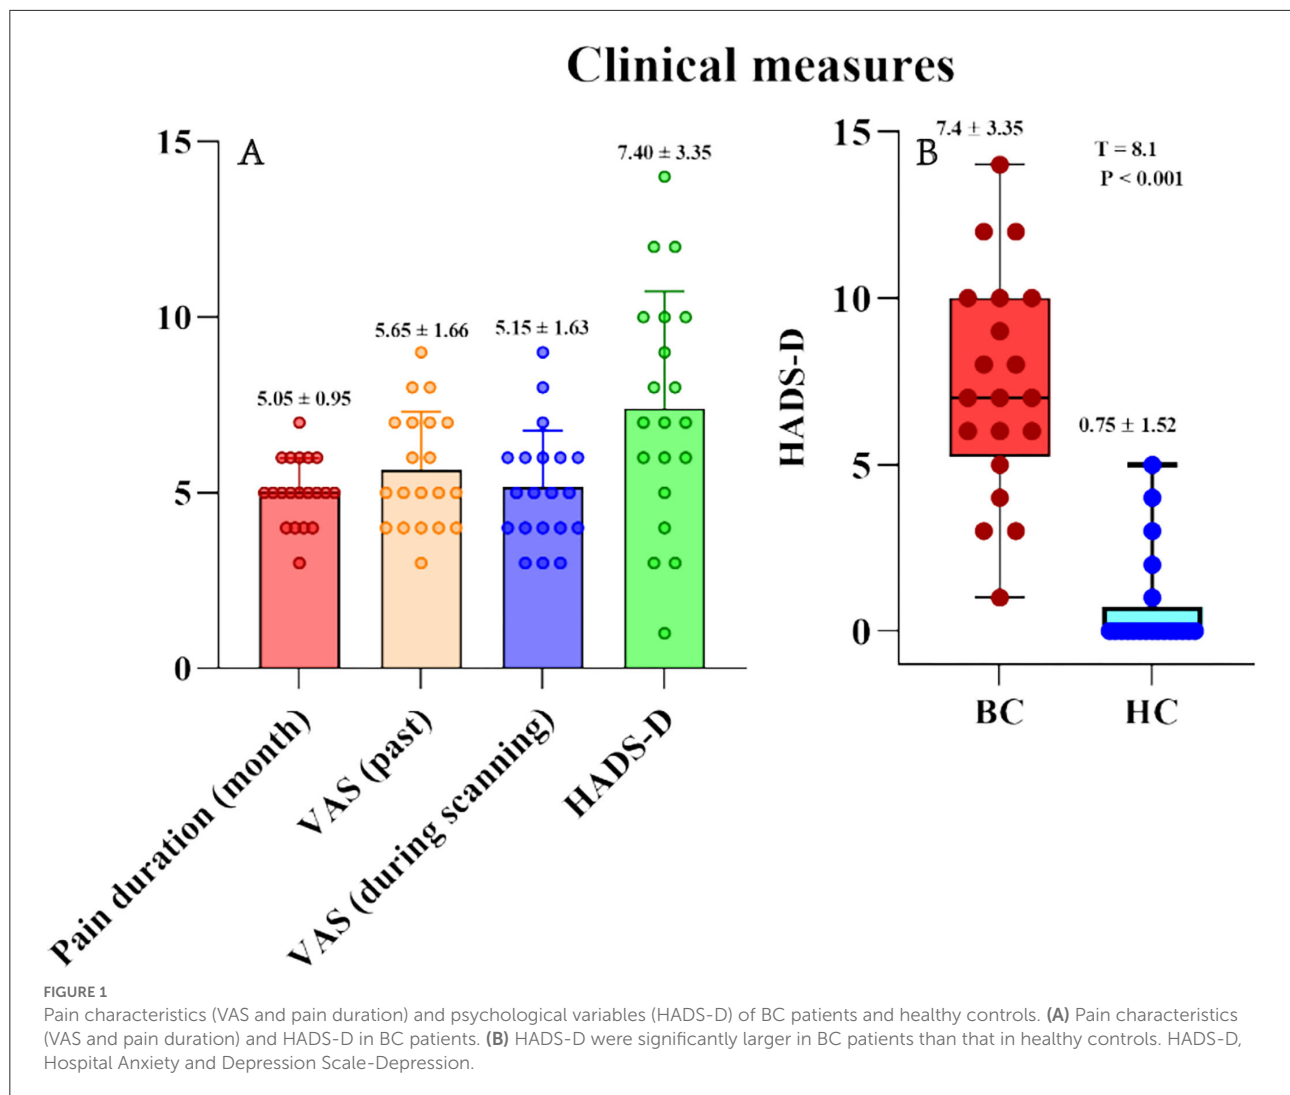 Clinical measures
A
15
10
5
0
5.05 ± 0.95
5.65 ± 1.66
5.15 ± 1.63
7.40 ± 3.35
Pain duration (month)
VAS (past)
VAS (during scanning)
HADS-D
B
HADS-D
15
10
5
0
7.4 ± 3.35
T = 8.1
P < 0.001
0.75 ± 1.52
BC
HC
FIGURE 1
Pain characteristics (VAS and pain duration) and psychological variables (HADS-D) of BC patients and healthy controls. (A) Pain characteristics
(VAS and pain duration) and HADS-D in BC patients. (B) HADS-D were significantly larger in BC patients than that in healthy controls. HADS-D,
Hospital Anxiety and Depression Scale-Depression.